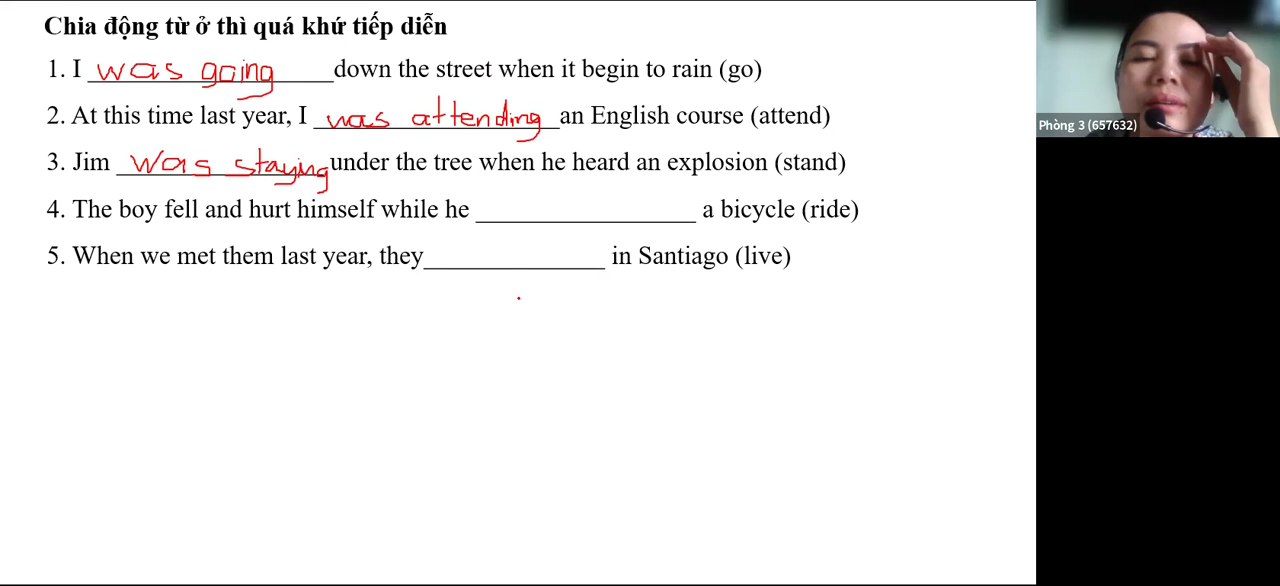 Chia động từ ở thì quá khứ tiếp diễn
1. I was going down the street when it begin to rain (go)
2. At this time last year, I was attending an English course (attend)
3. Jim was staying under the tree when he heard an explosion (stand)
4. The boy fell and hurt himself while he ________________ a bicycle (ride)
5. When we met them last year, they_____________ in Santiago (live)
Phòng 3 (657632)